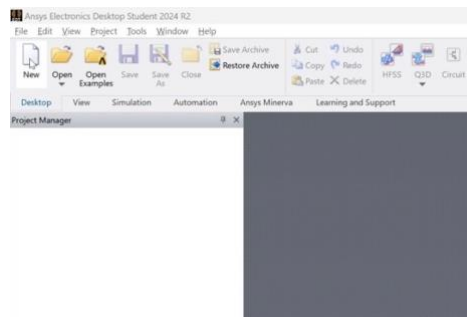 Ansys Electronics Desktop Student 2024 R2
File Edit View Project Tools Window Help
New Open Open Examples Save Save As Close
Save Archive
Restore Archive
Cut Undo
Copy Redo
Paste Delete
HFSS Q3D Circuit
Desktop View Simulation Automation Ansys Minerva Learning and Support
Project Manager